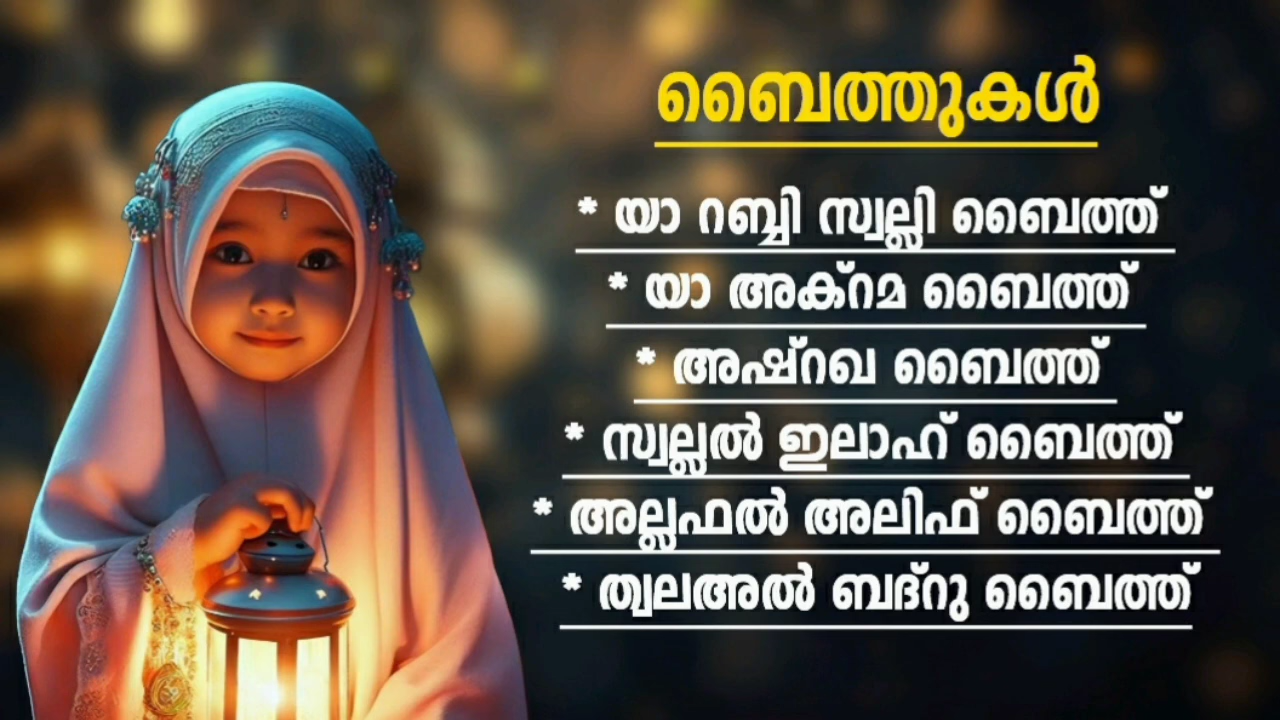 ബൈത്തുകൾ
* യാ റബ്ബി സ്വല്ലി ബൈത്ത്
* യാ അക്റമ ബൈത്ത്
* അഷ്റഖ ബൈത്ത്
* സ്വല്ലൽ ഇലാഹ് ബൈത്ത്
* അല്ലഫൽ അലിഫ് ബൈത്ത്
* ത്വലഅൽ ബദ്റു ബൈത്ത്